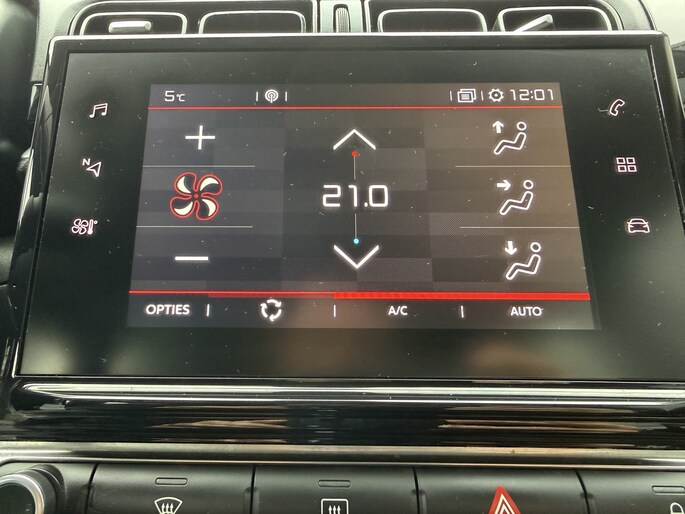 5°C 12:01
N
21.0
OPTIES A/C AUTO